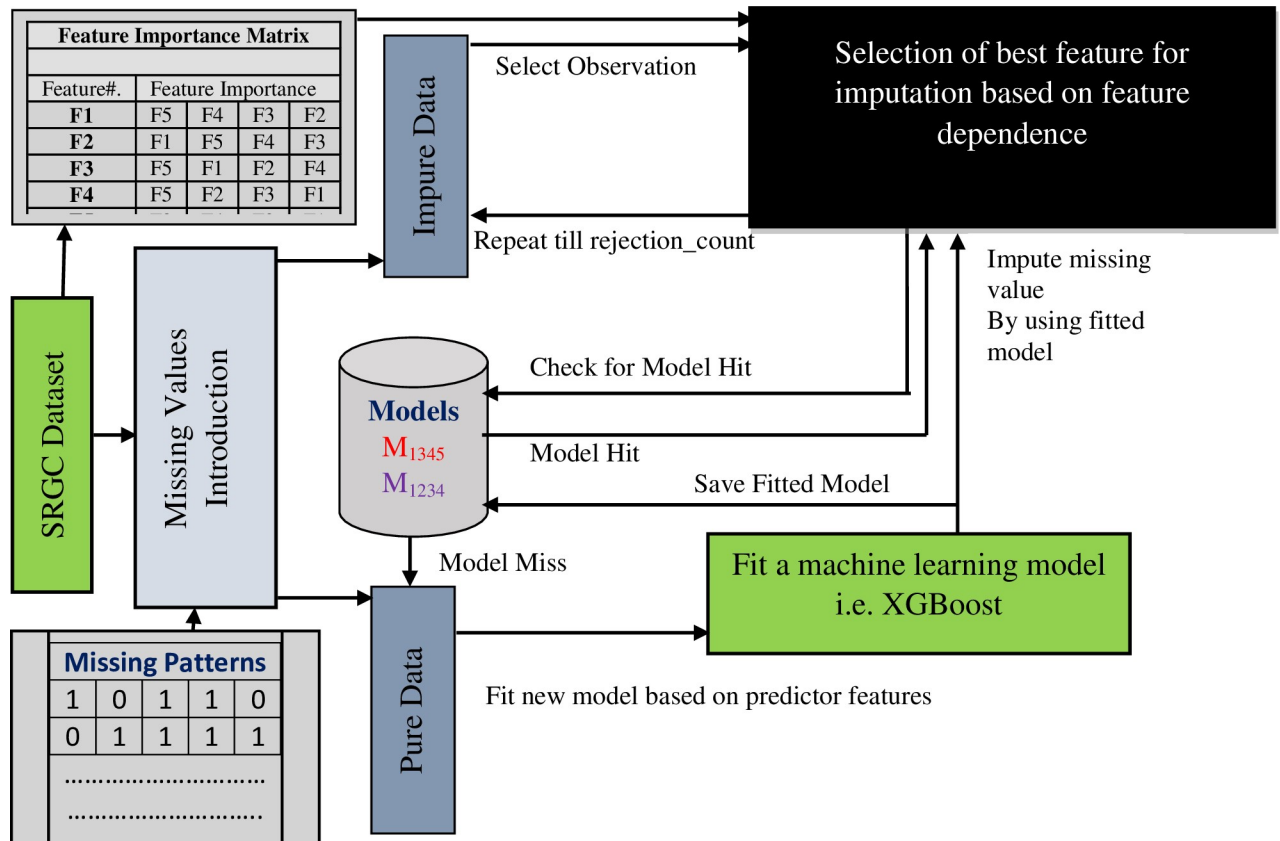 Feature Importance Matrix
Feature#. Feature Importance
F1 F5 F4 F3 F2
F2 F1 F5 F4 F3
F3 F5 F1 F2 F4
F4 F5 F2 F3 F1
Impure Data
Select Observation
Repeat till rejection_count
Selection of best feature for
imputation based on feature
dependence
Impute missing
value
By using fitted
model
SRGC Dataset
Missing Values
Introduction
Check for Model Hit
Models
M1345
M1234
Model Hit
Save Fitted Model
Model Miss
Fit a machine learning model
i.e. XGBoost
Missing Patterns
1 0 1 1 0
0 1 1 1 1
................................
...............................
Pure Data
Fit new model based on predictor features